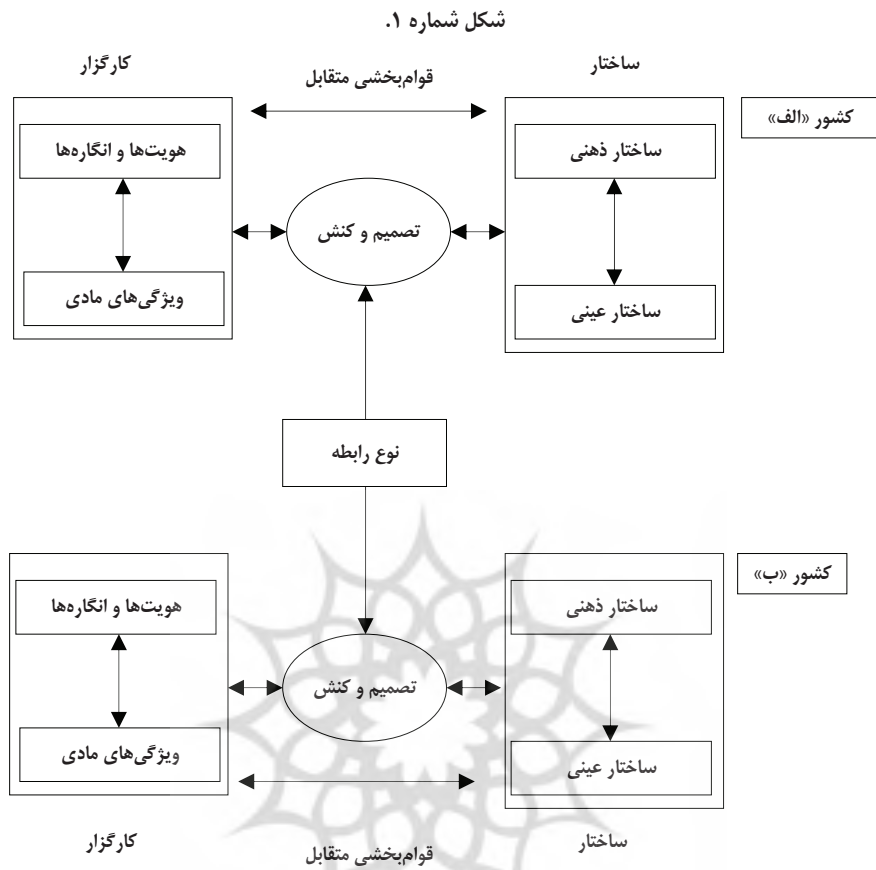 شکل شماره ۱.
ساختار
قوام‌بخشی متقابل
کارگزار
کشور «الف»
ساختار ذهنی
هویت‌ها و انگاره‌ها
تصمیم و کنش
ساختار عینی
ویژگی‌های مادی
نوع رابطه
کشور «ب»
ساختار ذهنی
هویت‌ها و انگاره‌ها
تصمیم و کنش
ساختار عینی
ویژگی‌های مادی
ساختار
قوام‌بخشی متقابل
کارگزار